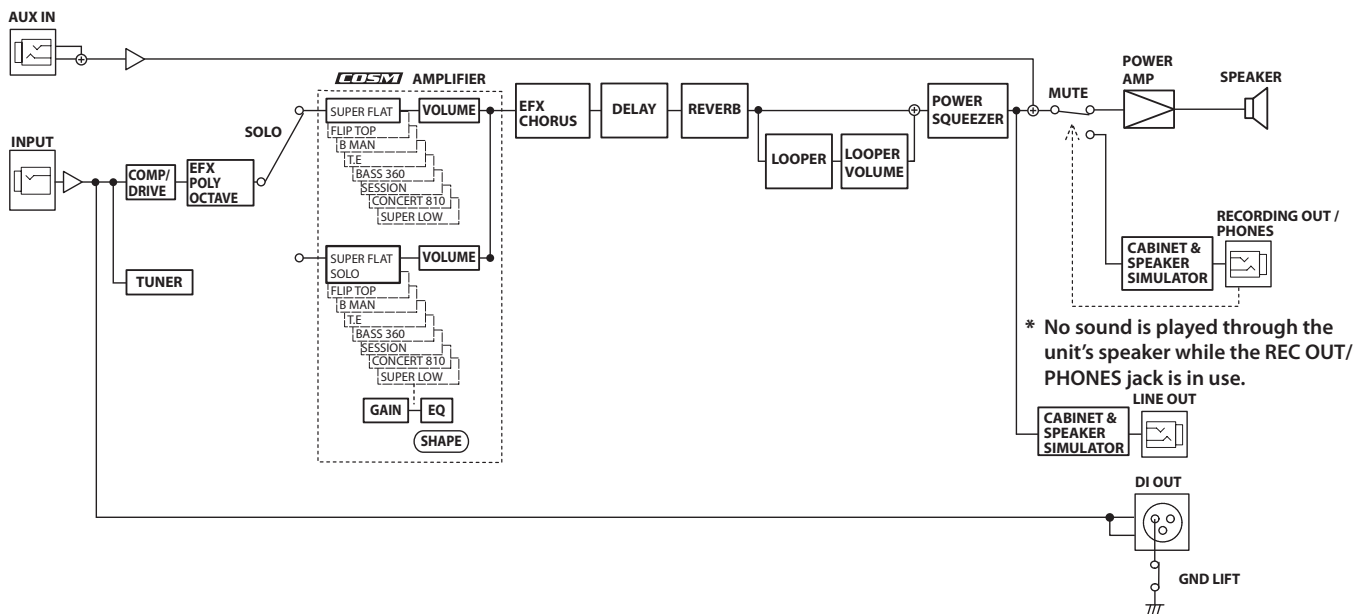 AUX IN
COSM AMPLIFIER
POWER
AMP
SPEAKER
MUTE
SOLO
SUPER FLAT
VOLUME
FLIP TOP
B MAN
T.E
BASS 360
SESSION
CONCERT 810
SUPER LOW
EFX
CHORUS
DELAY
REVERB
LOOPER
LOOPER
VOLUME
POWER
SQUEEZER
INPUT
COMP/
DRIVE
EFX
POLY
OCTAVE
TUNER
RECORDING OUT /
PHONES
CABINET &
SPEAKER
SIMULATOR
SUPER FLAT
SOLO
VOLUME
FLIP TOP
B MAN
T.E
BASS 360
SESSION
CONCERT 810
SUPER LOW
GAIN
EQ
SHAPE
* No sound is played through the
unit's speaker while the REC OUT/
PHONES jack is in use.
LINE OUT
CABINET &
SPEAKER
SIMULATOR
DI OUT
GND LIFT